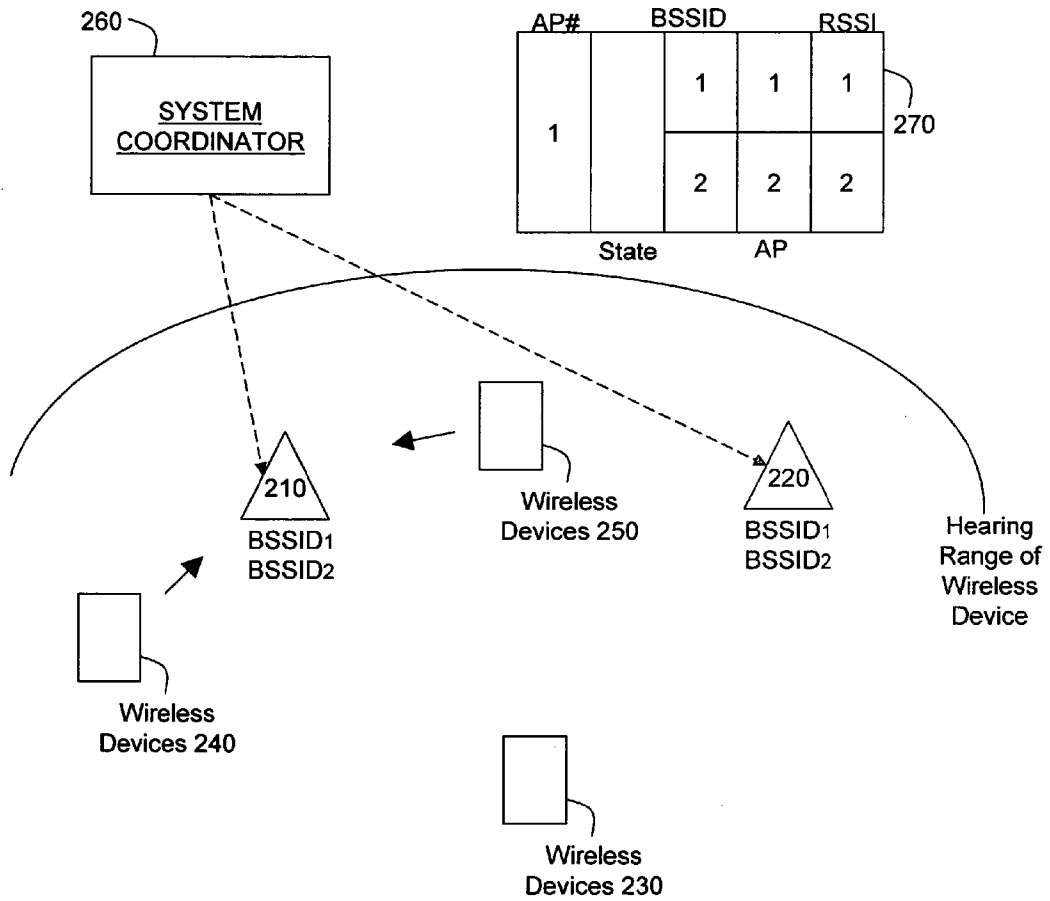 260
SYSTEM
COORDINATOR
AP# BSSID RSSI
1 1 1 1
2 2 2
270
State AP
210
BSSID1
BSSID2
Wireless
Devices 250
220
BSSID1
BSSID2
Hearing
Range of
Wireless
Device
Wireless
Devices 240
Wireless
Devices 230